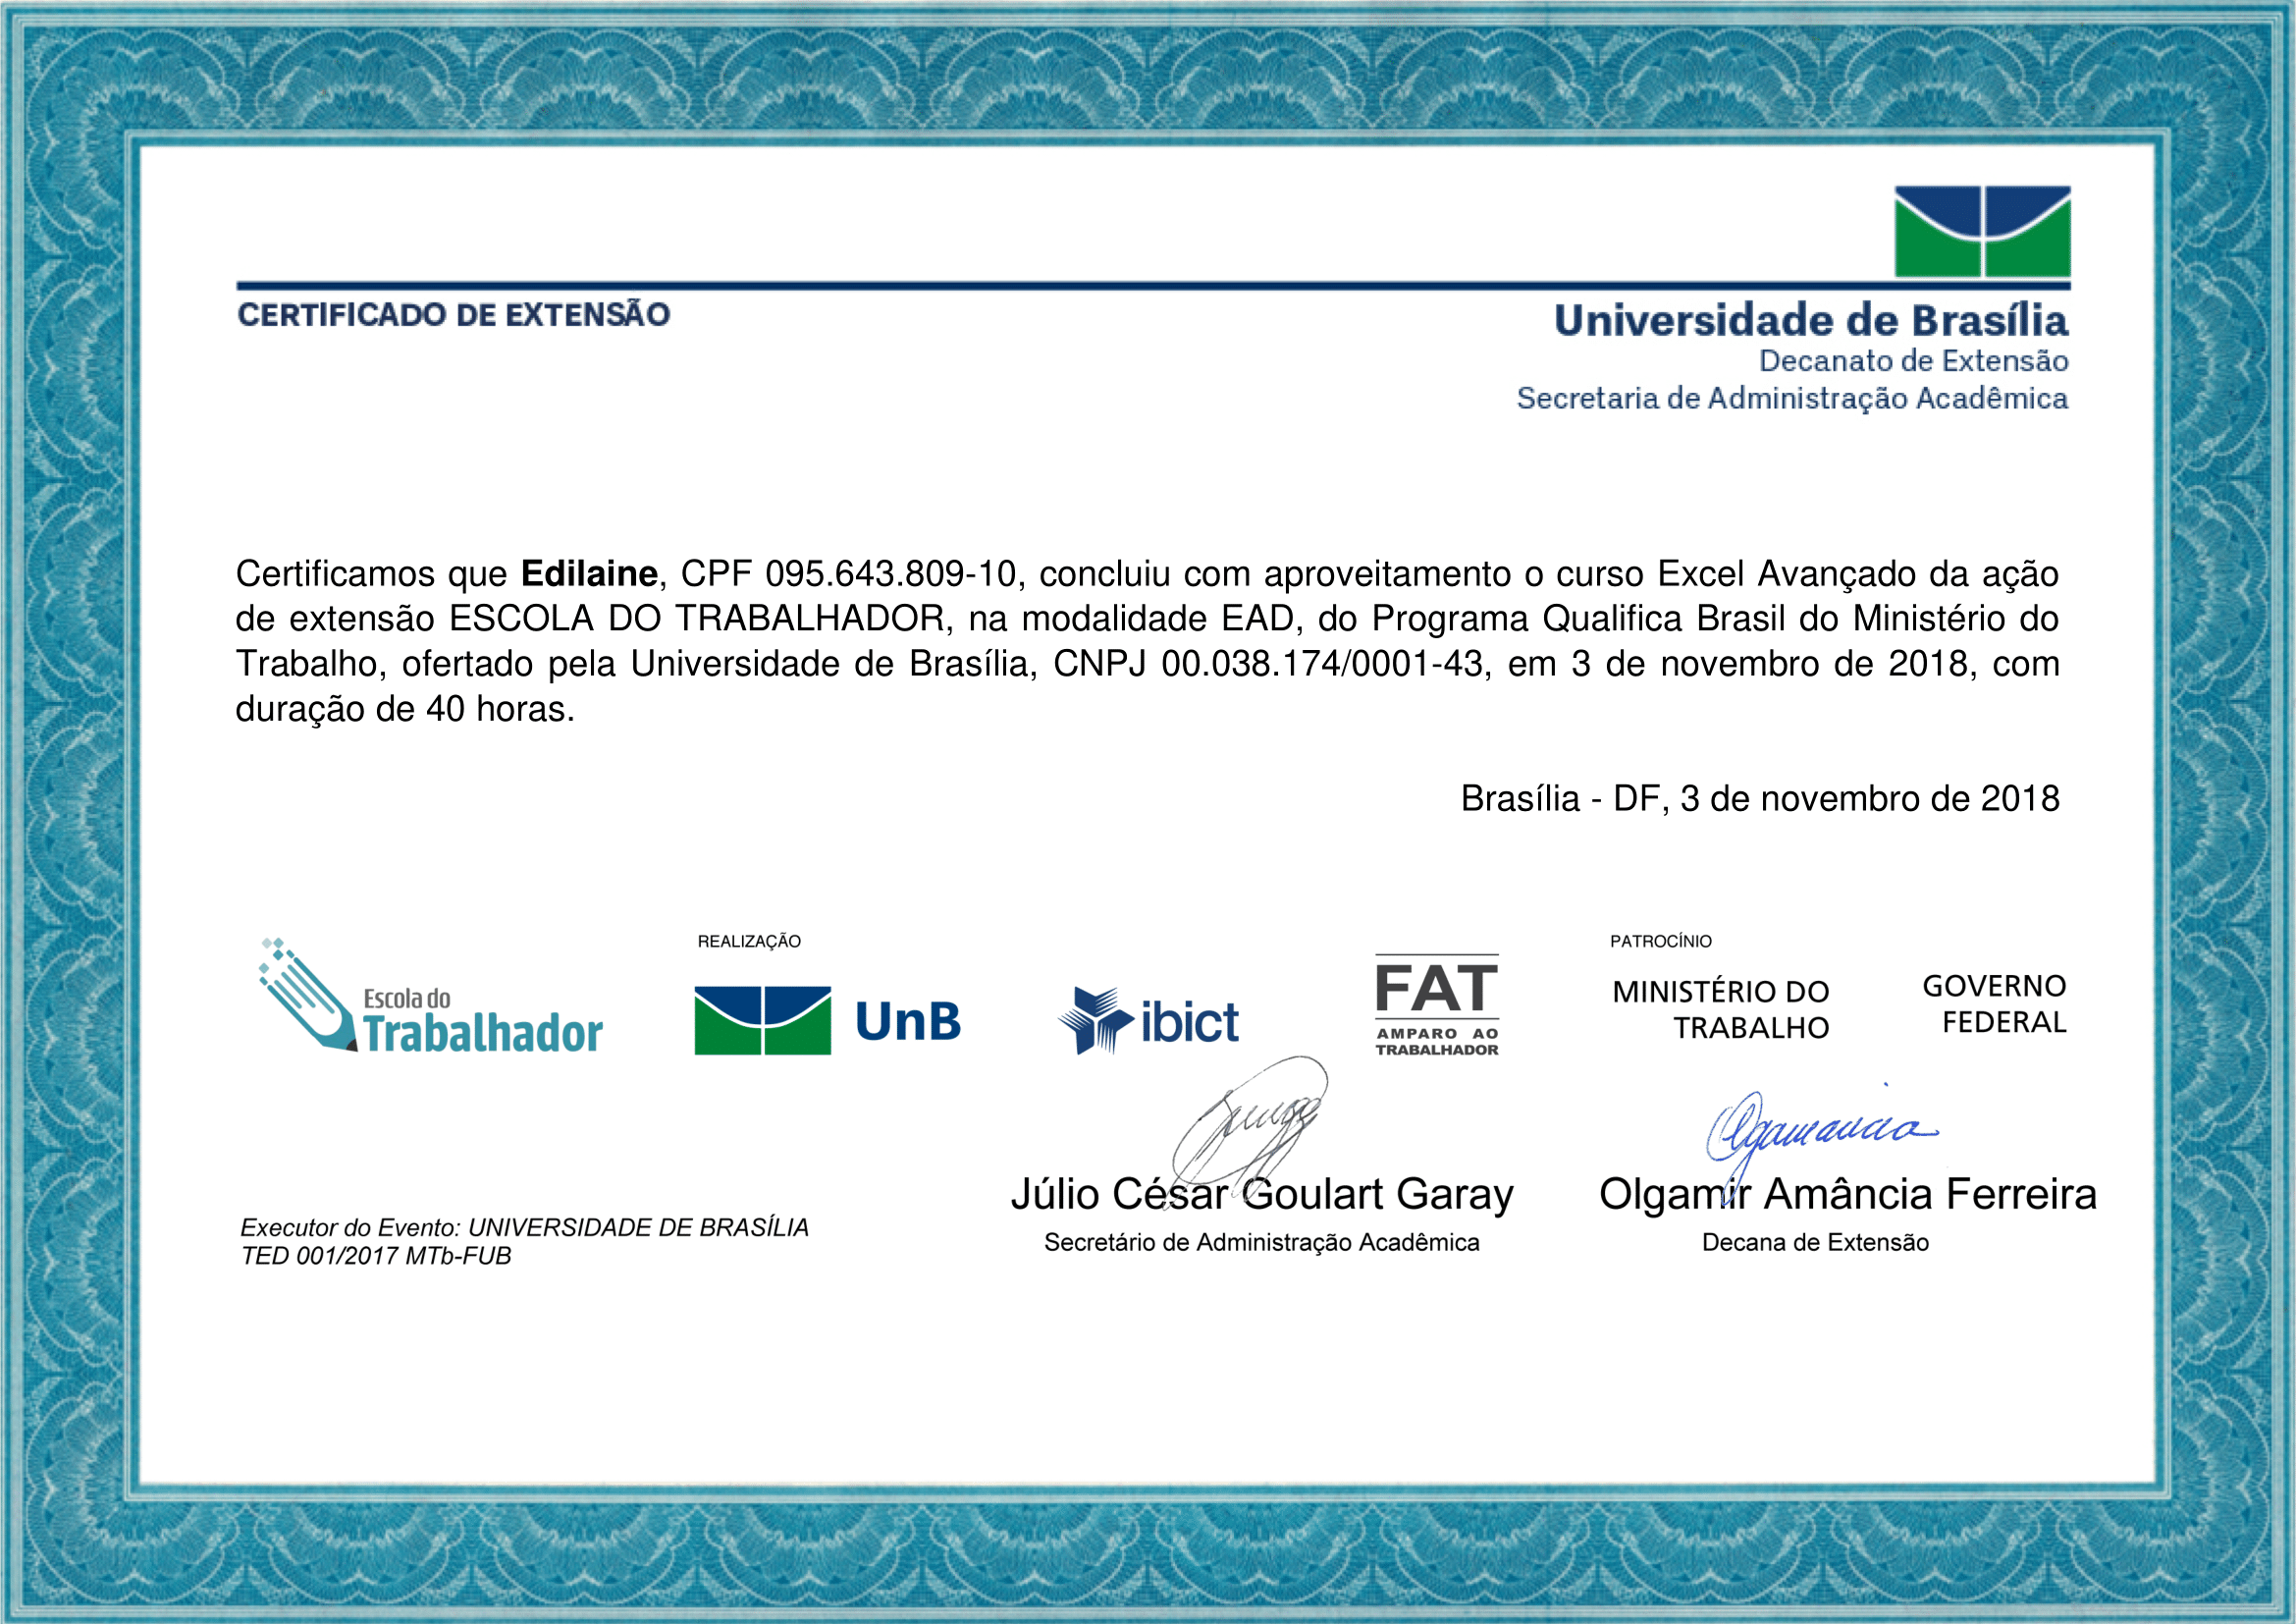 CERTIFICADO DE EXTENSÃO
Universidade de Brasília
Decanato de Extensão
Secretaria de Administração Acadêmica
Certificamos que Edilaine, CPF 095.643.809-10, concluiu com aproveitamento o curso Excel Avançado da ação
de extensão ESCOLA DO TRABALHADOR, na modalidade EAD, do Programa Qualifica Brasil do Ministério do
Trabalho, ofertado pela Universidade de Brasília, CNPJ 00.038.174/0001-43, em 3 de novembro de 2018, com
duração de 40 horas.
Brasília - DF, 3 de novembro de 2018
Escola do
Trabalhador
REALIZAÇÃO
UnB
ibict
FAT
AMPARO AO
TRABALHADOR
PATROCÍNIO
MINISTÉRIO DO
TRABALHO
GOVERNO
FEDERAL
Júlio César Goulart Garay
Secretário de Administração Acadêmica
Olgamir Amância Ferreira
Decana de Extensão
Executor do Evento: UNIVERSIDADE DE BRASÍLIA
TED 001/2017 MTb-FUB